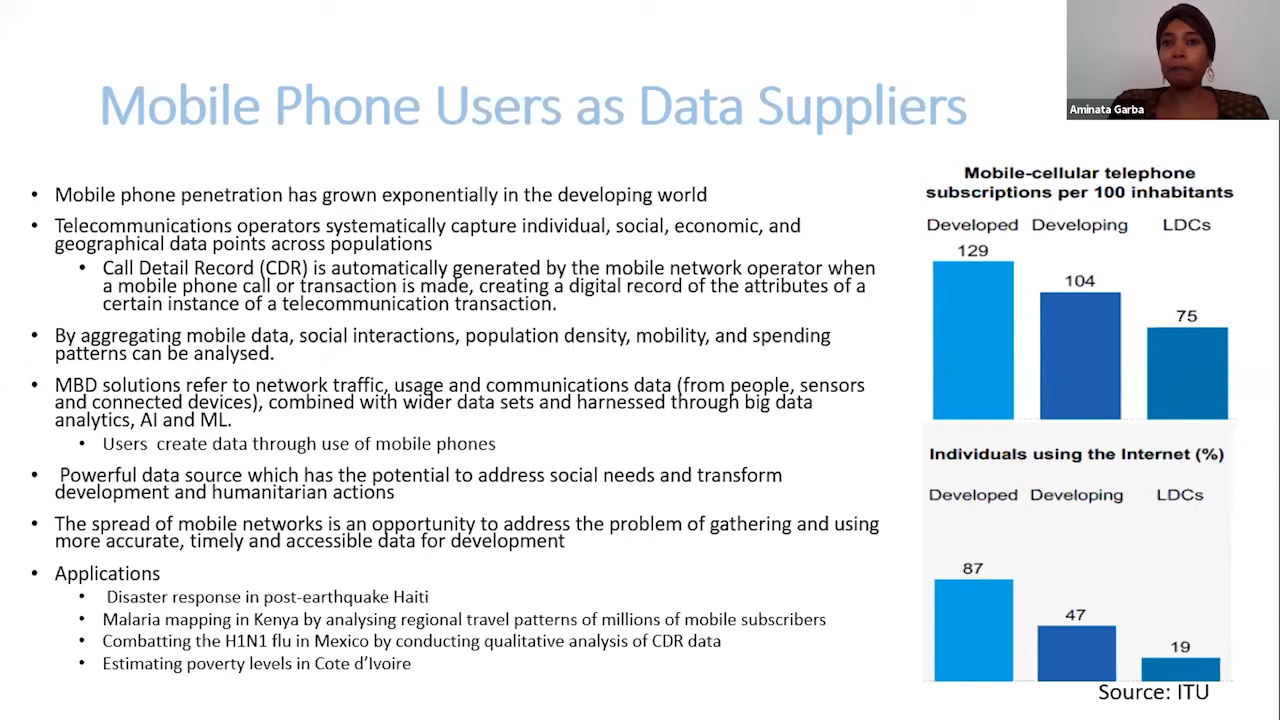 Mobile Phone Users as Data Suppliers
Aminata Garba
• Mobile phone penetration has grown exponentially in the developing world
• Telecommunications operators systematically capture individual, social, economic, and
geographical data points across populations
• Call Detail Record (CDR) is automatically generated by the mobile network operator when
a mobile phone call or transaction is made, creating a digital record of the attributes of a
certain instance of a telecommunication transaction.
• By aggregating mobile data, social interactions, population density, mobility, and spending
patterns can be analysed.
• MBD solutions refer to network traffic, usage and communications data (from people, sensors
and connected devices), combined with wider data sets and harnessed through big data
analytics, AI and ML.
• Users create data through use of mobile phones
• Powerful data source which has the potential to address social needs and transform
development and humanitarian actions
• The spread of mobile networks is an opportunity to address the problem of gathering and using
more accurate, timely and accessible data for development
• Applications
• Disaster response in post-earthquake Haiti
• Malaria mapping in Kenya by analysing regional travel patterns of millions of mobile subscribers
• Combatting the H1N1 flu in Mexico by conducting qualitative analysis of CDR data
• Estimating poverty levels in Cote d'Ivoire
Mobile-cellular telephone
subscriptions per 100 inhabitants
Developed Developing LDCs
129
104
75
Individuals using the Internet (%)
Developed Developing LDCs
87
47
19
Source: ITU